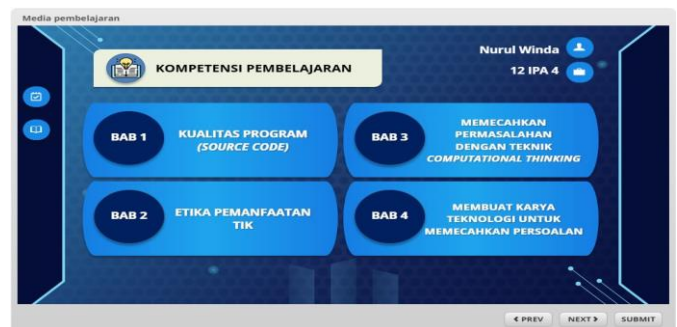 Media pembelajaran
KOMPETENSI PEMBELAJARAN
Nurul Winda
12 IPA 4
BAB 1
KUALITAS PROGRAM
(SOURCE CODE)
BAB 2
ETIKA PEMANFAATAN
TIK
BAB 3
MEMECAHKAN
PERMASALAHAN
DENGAN TEKNIK
COMPUTATIONAL THINKING
BAB 4
MEMBUAT KARYA
TEKNOLOGI UNTUK
MEMECAHKAN PERSOALAN
PREV
NEXT
SUBMIT